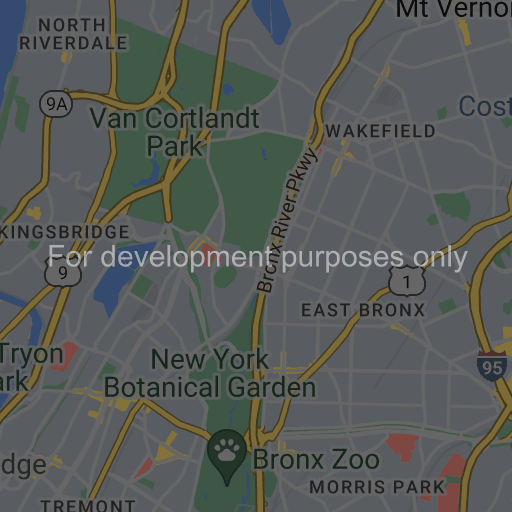 Mt Vernon
NORTH
RIVERDALE
9A
Cost
Van Cortlandt
Park
WAKEFIELD
Bronx River Pkwy
KINGSBRIDGE
For development purposes only
9
1
EAST BRONX
Tryon
ark
New York
Botanical Garden
95
Bronx Zoo
dge
MORRIS PARK
TREMONT